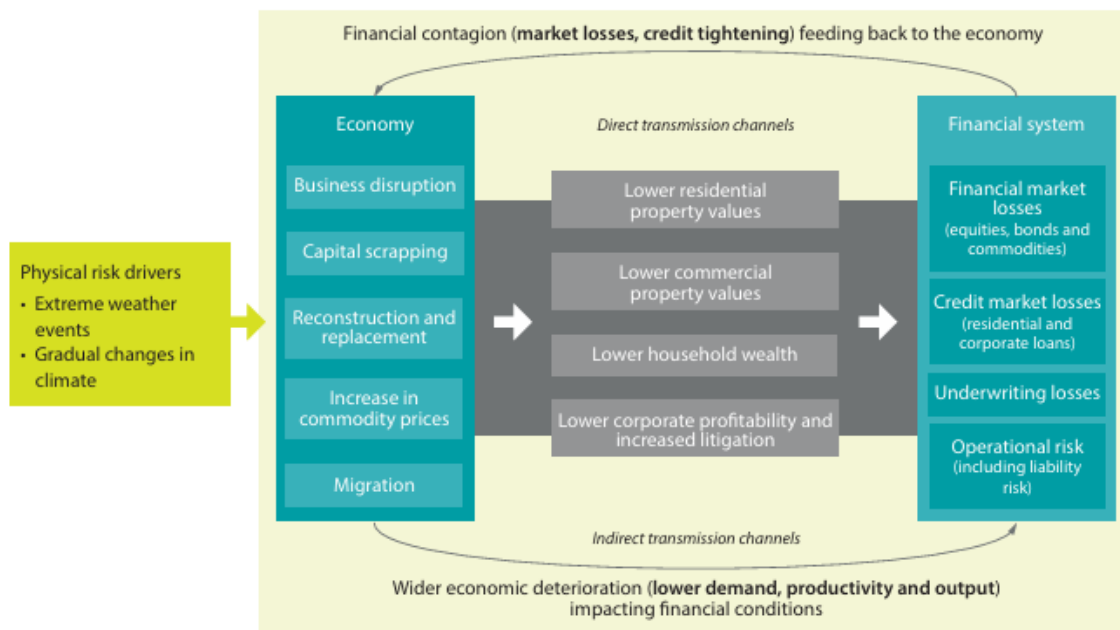 Financial contagion (market losses, credit tightening) feeding back to the economy
Economy
Business disruption
Capital scrapping
Reconstruction and
replacement
Increase in
commodity prices
Migration
Direct transmission channels
Lower residential
property values
Lower commercial
property values
Lower household wealth
Lower corporate profitability and
increased litigation
Financial system
Financial market
losses
(equities, bonds and
commodities)
Credit market losses
(residential and
corporate loans)
Underwriting losses
Operational risk
(including liability
risk)
Physical risk drivers
• Extreme weather
events
• Gradual changes in
climate
Indirect transmission channels
Wider economic deterioration (lower demand, productivity and output)
impacting financial conditions